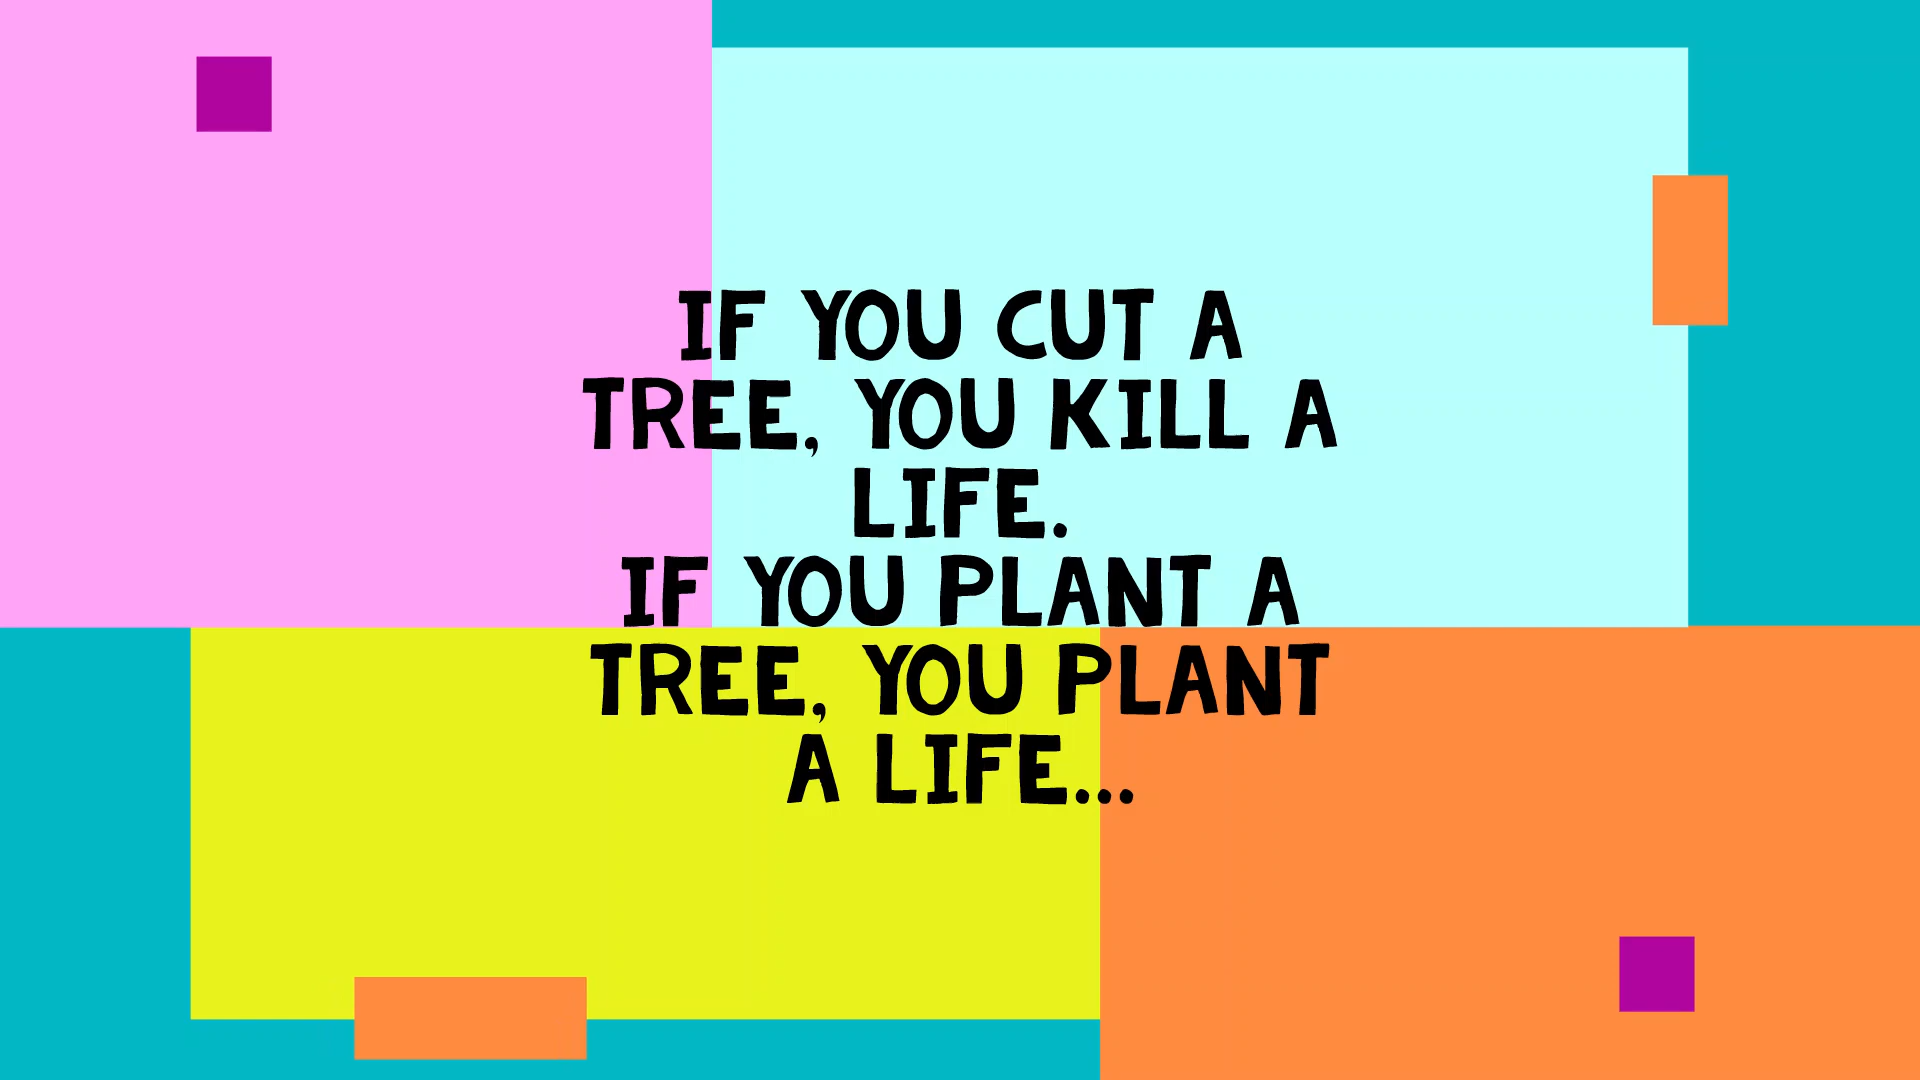 IF YOU CUT A
TREE, YOU KILL A
LIFE.
IF YOU PLANT A
TREE, YOU PLANT
A LIFE...